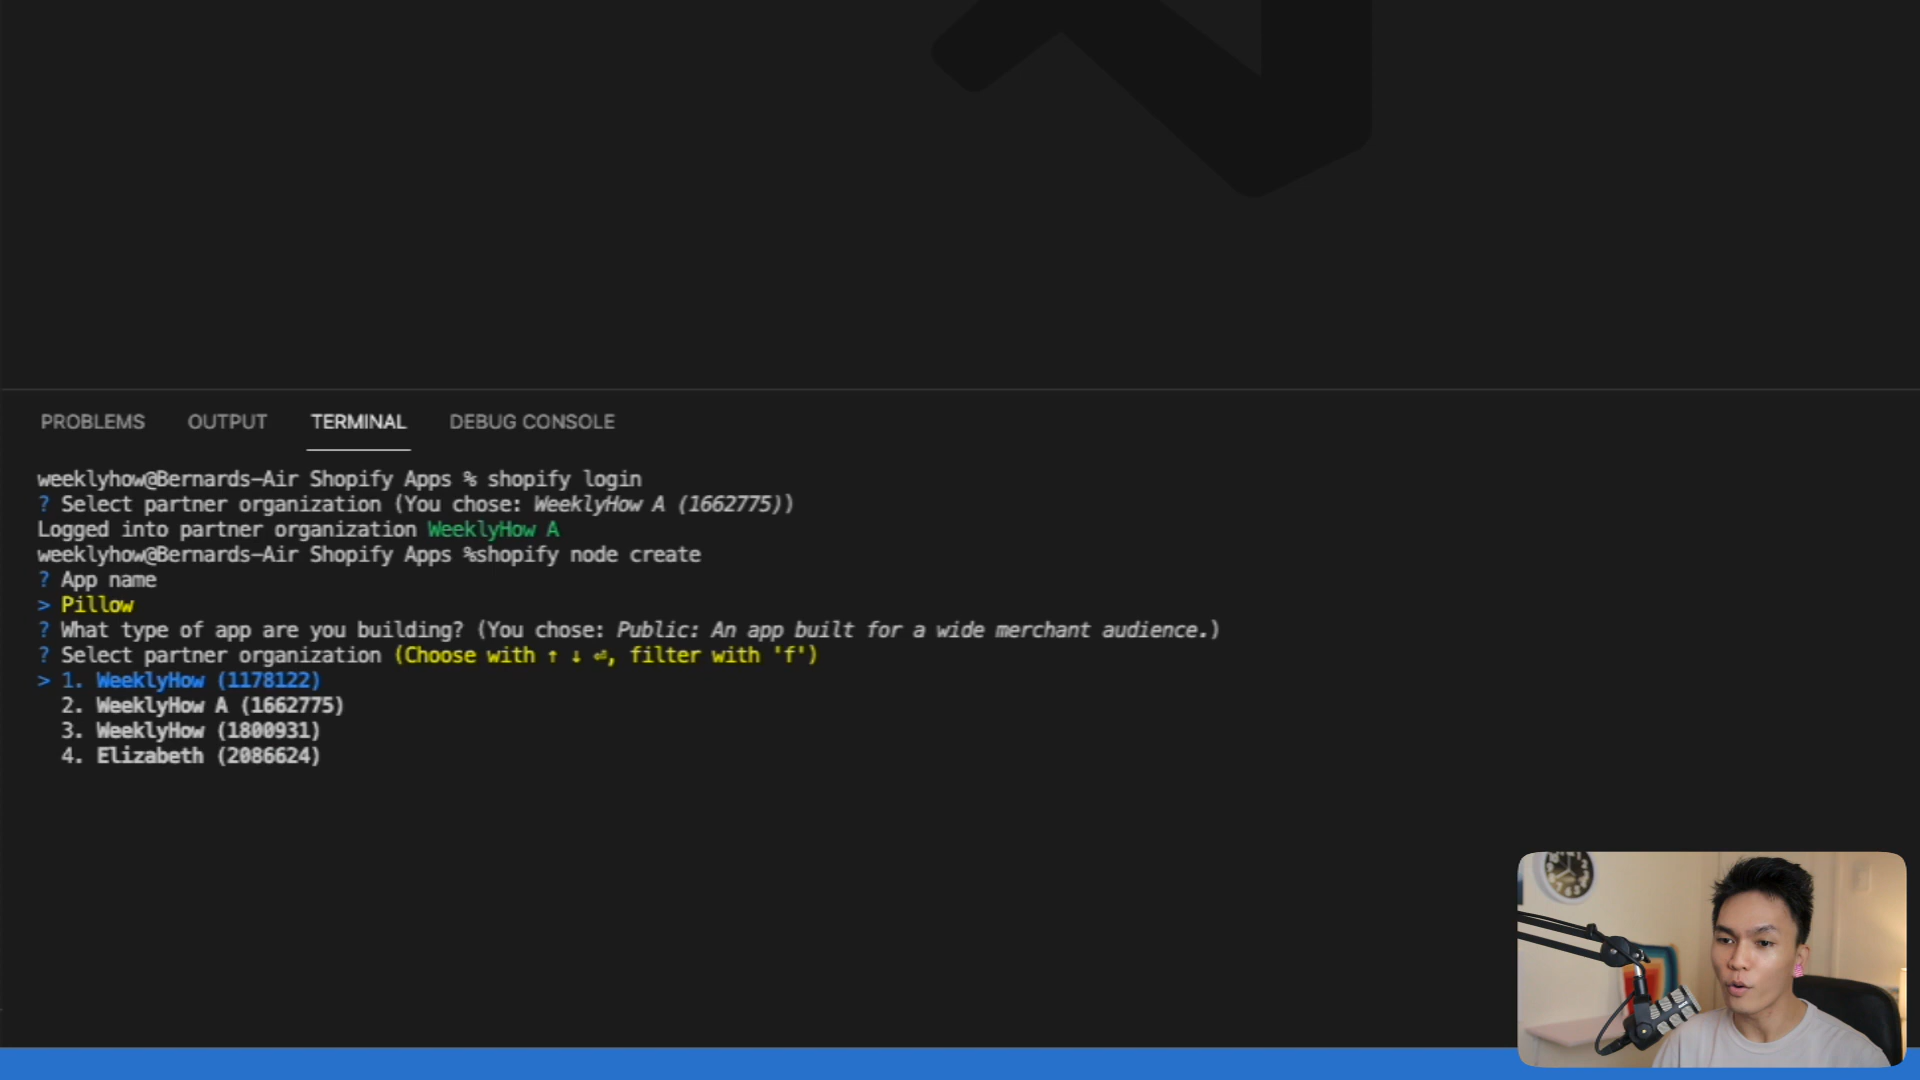 PROBLEMS OUTPUT TERMINAL DEBUG CONSOLE
weeklyhow@Bernards-Air Shopify Apps % shopify login
? Select partner organization (You chose: WeeklyHow A (1662775))
Logged into partner organization WeeklyHow A
weeklyhow@Bernards-Air Shopify Apps %shopify node create
? App name
> Pillow
? What type of app are you building? (You chose: Public: An app built for a wide merchant audience.)
? Select partner organization (Choose with ↑ ↓ ⏎, filter with 'f')
> 1. WeeklyHow (1178122)
2. WeeklyHow A (1662775)
3. WeeklyHow (1800931)
4. Elizabeth (2086624)